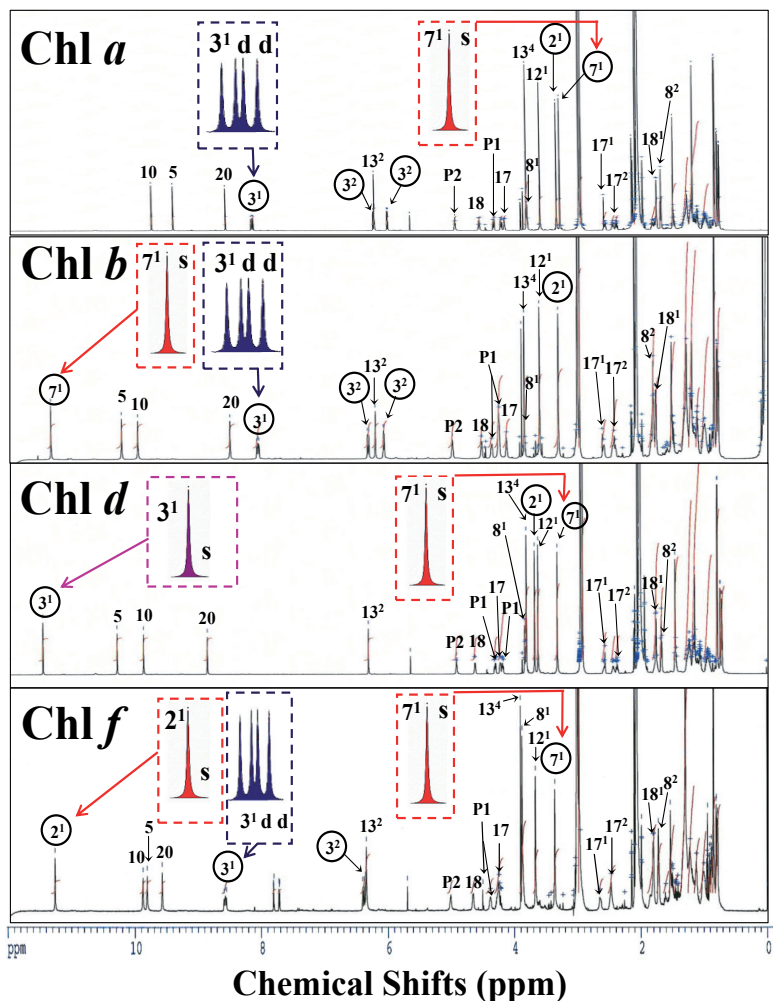 Chl a
3¹ d d
7¹ s
13⁴
2¹
12¹
7¹
10
5
20
3¹
3²
13²
3²
P2
18
P1
17
8¹
17¹
17²
18¹
8²
Chl b
7¹ s
3¹ d d
7¹
5
10
20
3¹
3²
13²
3²
P2
18
P1
17
8¹
13⁴
12¹
2¹
17¹
17²
8²
18¹
Chl d
3¹
s
7¹ s
3¹
5
10
20
13²
P2
18
P1
17
P1
8¹
13⁴
2¹
12¹
7¹
17¹
17²
18¹
8²
Chl f
2¹
s
3¹ d d
7¹ s
2¹
10
5
20
3¹
3²
13²
P2
18
P1
17
13⁴
8¹
12¹
7¹
17¹
17²
18¹
8²
ppm 10 8 6 4 2 0
Chemical Shifts (ppm)